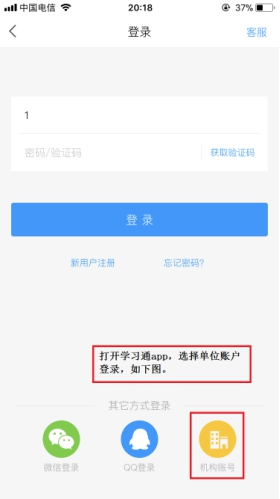 中国电信 20:18 37%
登录 客服
1
密码/验证码 获取验证码
登 录
新用户注册 忘记密码?
打开学习通app，选择单位账户
登录，如下图。
其它方式登录
微信登录 QQ登录 机构账号